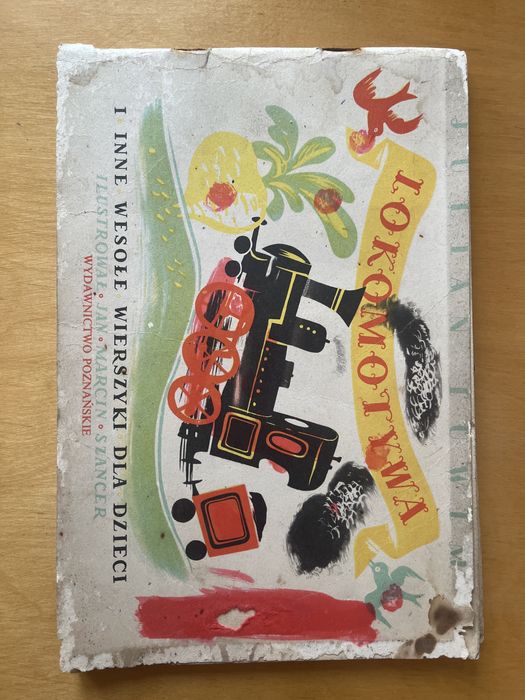 JULIAN TUWIM
LOKOMOTYWA
I · INNE · WESOŁE · WIERSZYKI · DLA · DZIECI
ILUSTROWAŁ · JAN · MARCIN · SZANCER
WYDAWNICTWO POZNAŃSKIE